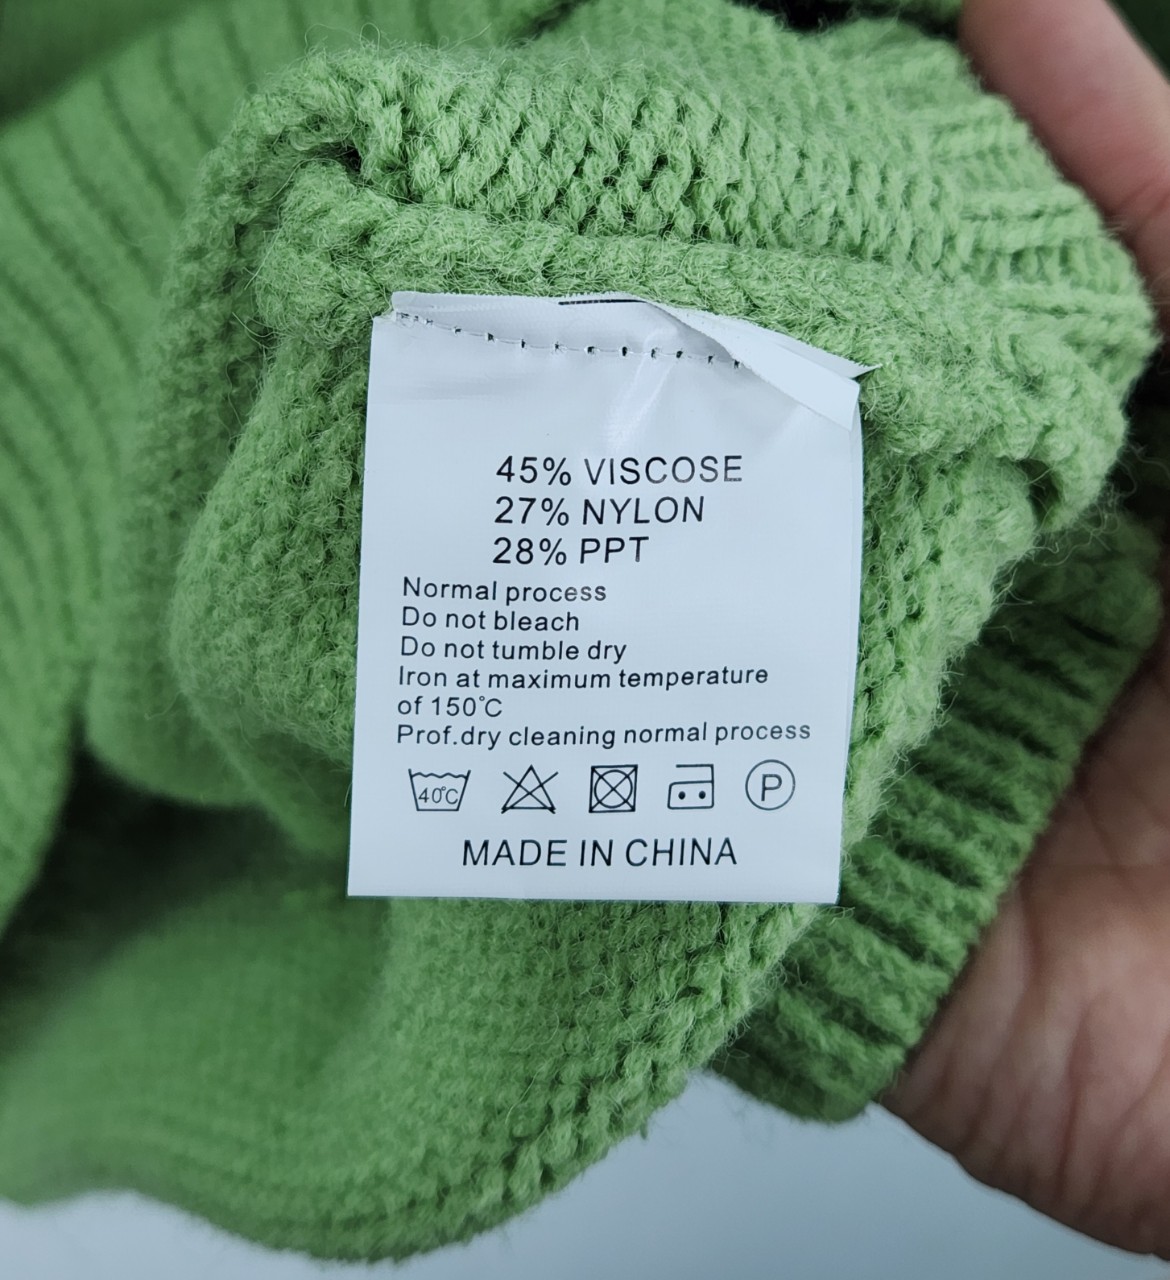 45% VISCOSE
27% NYLON
28% PPT
Normal process
Do not bleach
Do not tumble dry
Iron at maximum temperature
of 150℃
Prof.dry cleaning normal process
40℃ P
MADE IN CHINA